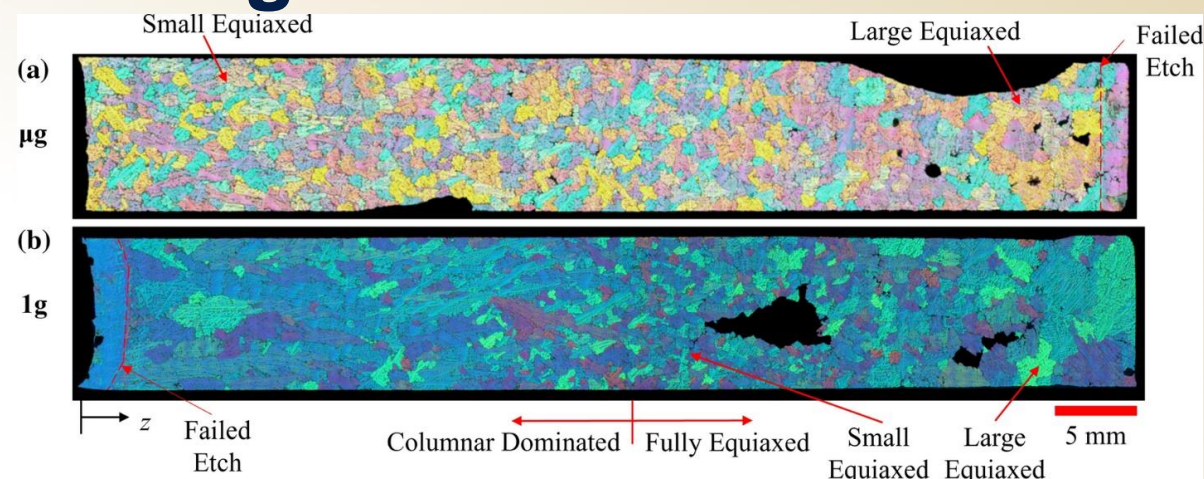 Small Equiaxed
Large Equiaxed
Failed
Etch
(a)
μg
(b)
1g
z
Failed
Etch
Columnar Dominated
Fully Equiaxed
Small
Equiaxed
Large
Equiaxed
5 mm